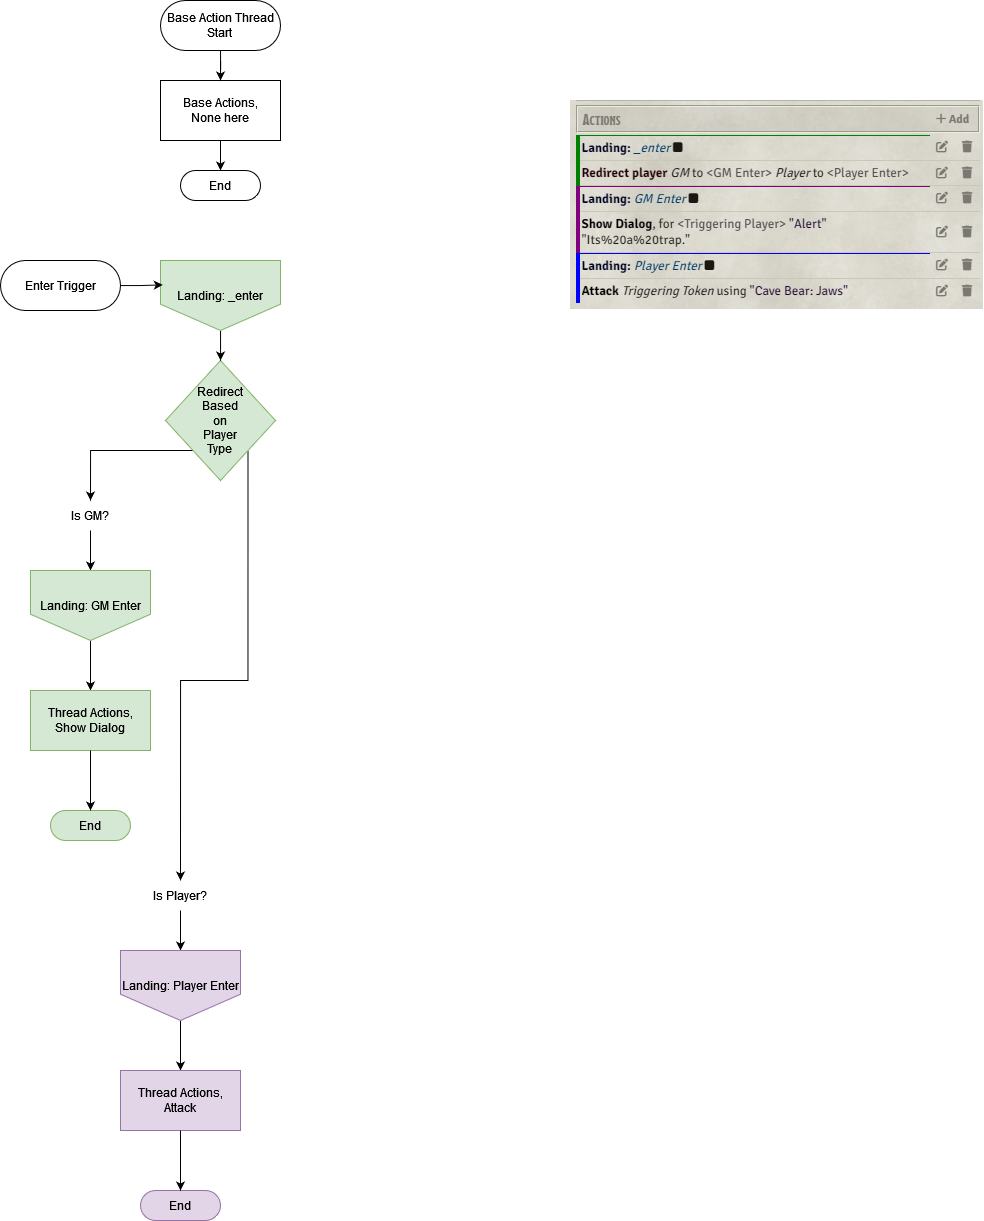 Base Action Thread
Start
Base Actions,
None here
End
Enter Trigger
Landing: _enter
Redirect
Based
on
Player
Type
Is GM?
Landing: GM Enter
Thread Actions,
Show Dialog
End
Is Player?
Landing: Player Enter
Thread Actions,
Attack
End
ACTIONS
+ Add
Landing: _enter
Redirect player GM to <GM Enter> Player to <Player Enter>
Landing: GM Enter
Show Dialog, for <Triggering Player> "Alert"
"Its%20a%20trap."
Landing: Player Enter
Attack Triggering Token using "Cave Bear: Jaws"